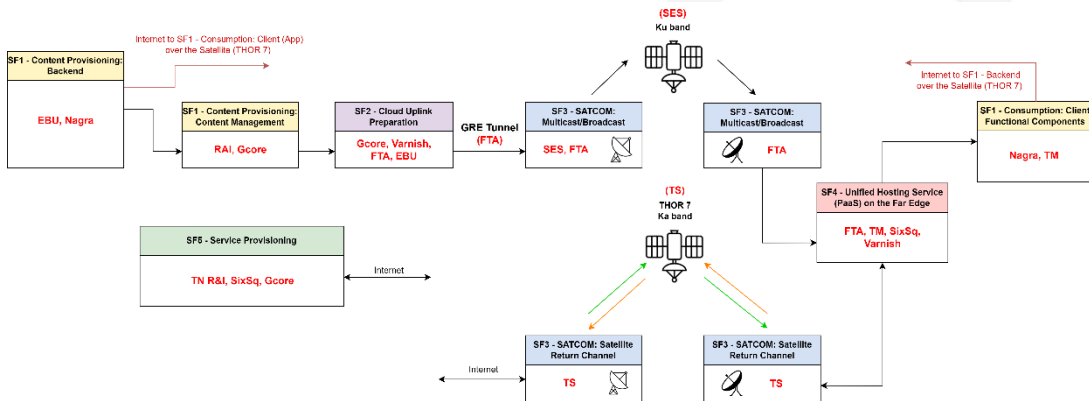 (SES)
Ku band
Internet to SF1 - Consumption: Client (App)
over the Satellite (THOR 7)
SF1 - Content Provisioning:
Backend
EBU, Nagra
SF1 - Content Provisioning:
Content Management
RAI, Gcore
SF2 - Cloud Uplink
Preparation
Gcore, Varnish,
FTA, EBU
GRE Tunnel
(FTA)
SF3 - SATCOM:
Multicast/Broadcast
SES, FTA
SF3 - SATCOM:
Multicast/Broadcast
FTA
Internet to SF1 - Backend
over the Satellite (THOR 7)
SF1 - Consumption: Client
Functional Components
Nagra, TM
SF4 - Unified Hosting Service
(PaaS) on the Far Edge
FTA, TM, SixSq,
Varnish
(TS)
THOR 7
Ka band
SF5 - Service Provisioning
TN R&I, SixSq, Gcore
Internet
SF3 - SATCOM: Satellite
Return Channel
TS
Internet
SF3 - SATCOM: Satellite
Return Channel
TS